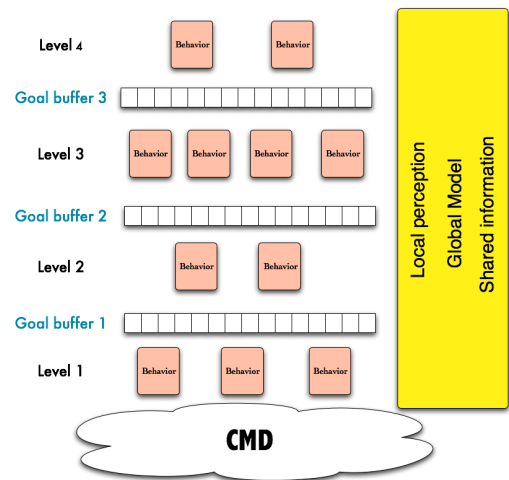 Level 4
Behavior Behavior
Goal buffer 3
Level 3
Behavior Behavior Behavior Behavior
Goal buffer 2
Level 2
Behavior Behavior
Goal buffer 1
Level 1
Behavior Behavior Behavior
CMD
Local perception
Global Model
Shared information